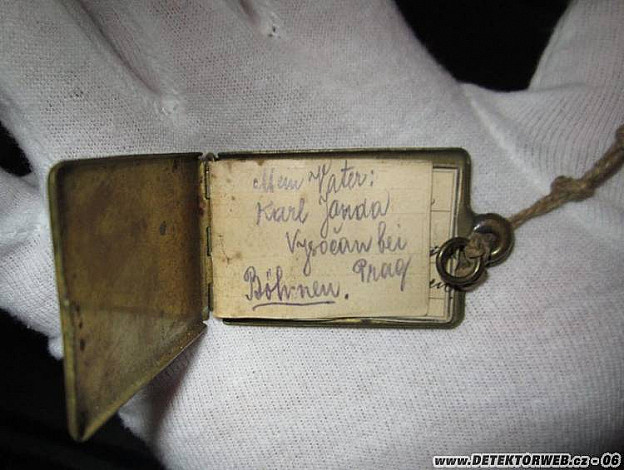 Mein Vater:
Karl Janda
Vysočan bei
Prag
Böhmen.
www.DETEKTORWEB.cz - 06